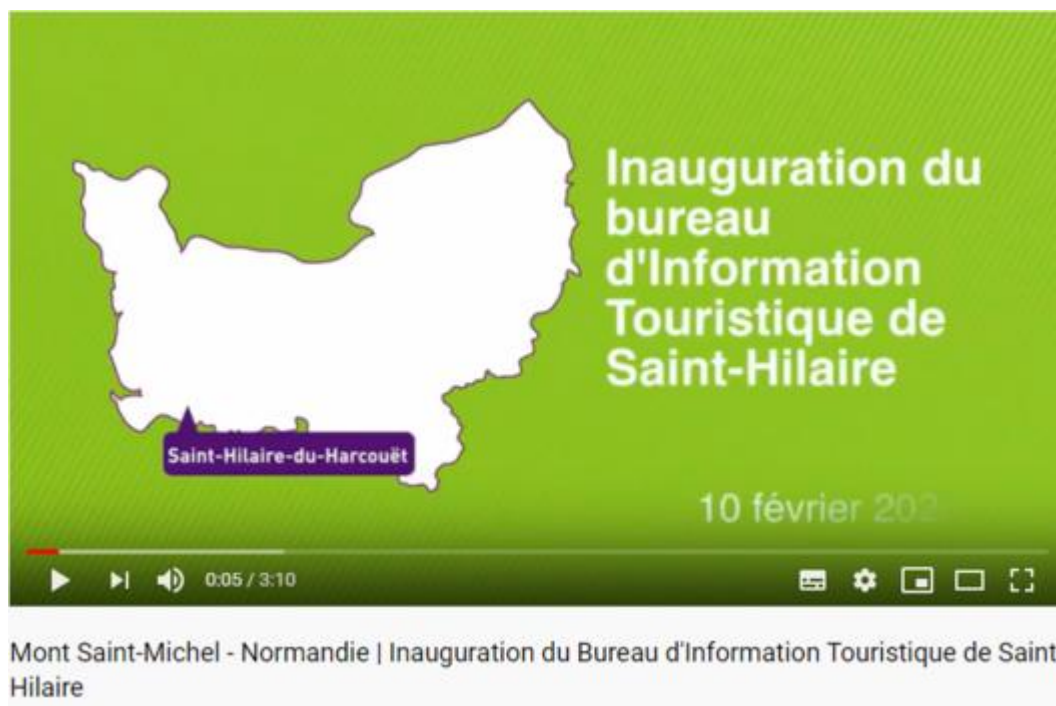 Inauguration du
bureau
d'Information
Touristique de
Saint-Hilaire
Saint-Hilaire-du-Harcouët
10 février
0:05 / 3:10
Mont Saint-Michel - Normandie | Inauguration du Bureau d'Information Touristique de Saint
Hilaire